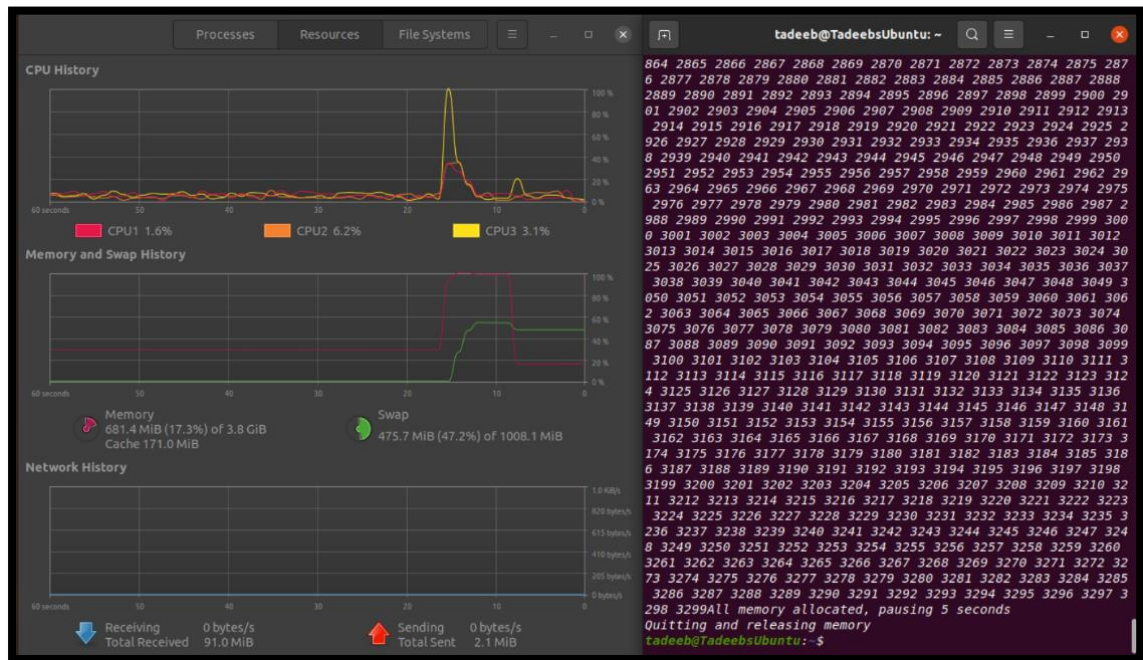 Processes Resources File Systems
CPU History
100 %
80 %
60 %
40 %
20 %
0 %
60 seconds 50 40 30 20 10 0
CPU1 1.6% CPU2 6.2% CPU3 3.1%
Memory and Swap History
100 %
80 %
60 %
40 %
20 %
0 %
60 seconds 50 40 30 20 10 0
Memory
681.4 MiB (17.3%) of 3.8 GiB
Cache 171.0 MiB
Swap
475.7 MiB (47.2%) of 1008.1 MiB
Network History
1.0 KiB/s
820 bytes/s
615 bytes/s
410 bytes/s
205 bytes/s
0 bytes/s
60 seconds 50 40 30 20 10 0
Receiving 0 bytes/s
Total Received 91.0 MiB
Sending 0 bytes/s
Total Sent 2.1 MiB
tadeeb@TadeebsUbuntu: ~
864 2865 2866 2867 2868 2869 2870 2871 2872 2873 2874 2875 287
6 2877 2878 2879 2880 2881 2882 2883 2884 2885 2886 2887 2888
2889 2890 2891 2892 2893 2894 2895 2896 2897 2898 2899 2900 29
01 2902 2903 2904 2905 2906 2907 2908 2909 2910 2911 2912 2913
2914 2915 2916 2917 2918 2919 2920 2921 2922 2923 2924 2925 2
926 2927 2928 2929 2930 2931 2932 2933 2934 2935 2936 2937 293
8 2939 2940 2941 2942 2943 2944 2945 2946 2947 2948 2949 2950
2951 2952 2953 2954 2955 2956 2957 2958 2959 2960 2961 2962 29
63 2964 2965 2966 2967 2968 2969 2970 2971 2972 2973 2974 2975
2976 2977 2978 2979 2980 2981 2982 2983 2984 2985 2986 2987 2
988 2989 2990 2991 2992 2993 2994 2995 2996 2997 2998 2999 300
0 3001 3002 3003 3004 3005 3006 3007 3008 3009 3010 3011 3012
3013 3014 3015 3016 3017 3018 3019 3020 3021 3022 3023 3024 30
25 3026 3027 3028 3029 3030 3031 3032 3033 3034 3035 3036 3037
3038 3039 3040 3041 3042 3043 3044 3045 3046 3047 3048 3049 3
050 3051 3052 3053 3054 3055 3056 3057 3058 3059 3060 3061 306
2 3063 3064 3065 3066 3067 3068 3069 3070 3071 3072 3073 3074
3075 3076 3077 3078 3079 3080 3081 3082 3083 3084 3085 3086 30
87 3088 3089 3090 3091 3092 3093 3094 3095 3096 3097 3098 3099
3100 3101 3102 3103 3104 3105 3106 3107 3108 3109 3110 3111 3
112 3113 3114 3115 3116 3117 3118 3119 3120 3121 3122 3123 312
4 3125 3126 3127 3128 3129 3130 3131 3132 3133 3134 3135 3136
3137 3138 3139 3140 3141 3142 3143 3144 3145 3146 3147 3148 31
49 3150 3151 3152 3153 3154 3155 3156 3157 3158 3159 3160 3161
3162 3163 3164 3165 3166 3167 3168 3169 3170 3171 3172 3173 3
174 3175 3176 3177 3178 3179 3180 3181 3182 3183 3184 3185 318
6 3187 3188 3189 3190 3191 3192 3193 3194 3195 3196 3197 3198
3199 3200 3201 3202 3203 3204 3205 3206 3207 3208 3209 3210 32
11 3212 3213 3214 3215 3216 3217 3218 3219 3220 3221 3222 3223
3224 3225 3226 3227 3228 3229 3230 3231 3232 3233 3234 3235 3
236 3237 3238 3239 3240 3241 3242 3243 3244 3245 3246 3247 324
8 3249 3250 3251 3252 3253 3254 3255 3256 3257 3258 3259 3260
3261 3262 3263 3264 3265 3266 3267 3268 3269 3270 3271 3272 32
73 3274 3275 3276 3277 3278 3279 3280 3281 3282 3283 3284 3285
3286 3287 3288 3289 3290 3291 3292 3293 3294 3295 3296 3297 3
298 3299All memory allocated, pausing 5 seconds
Quitting and releasing memory
tadeeb@TadeebsUbuntu:~$